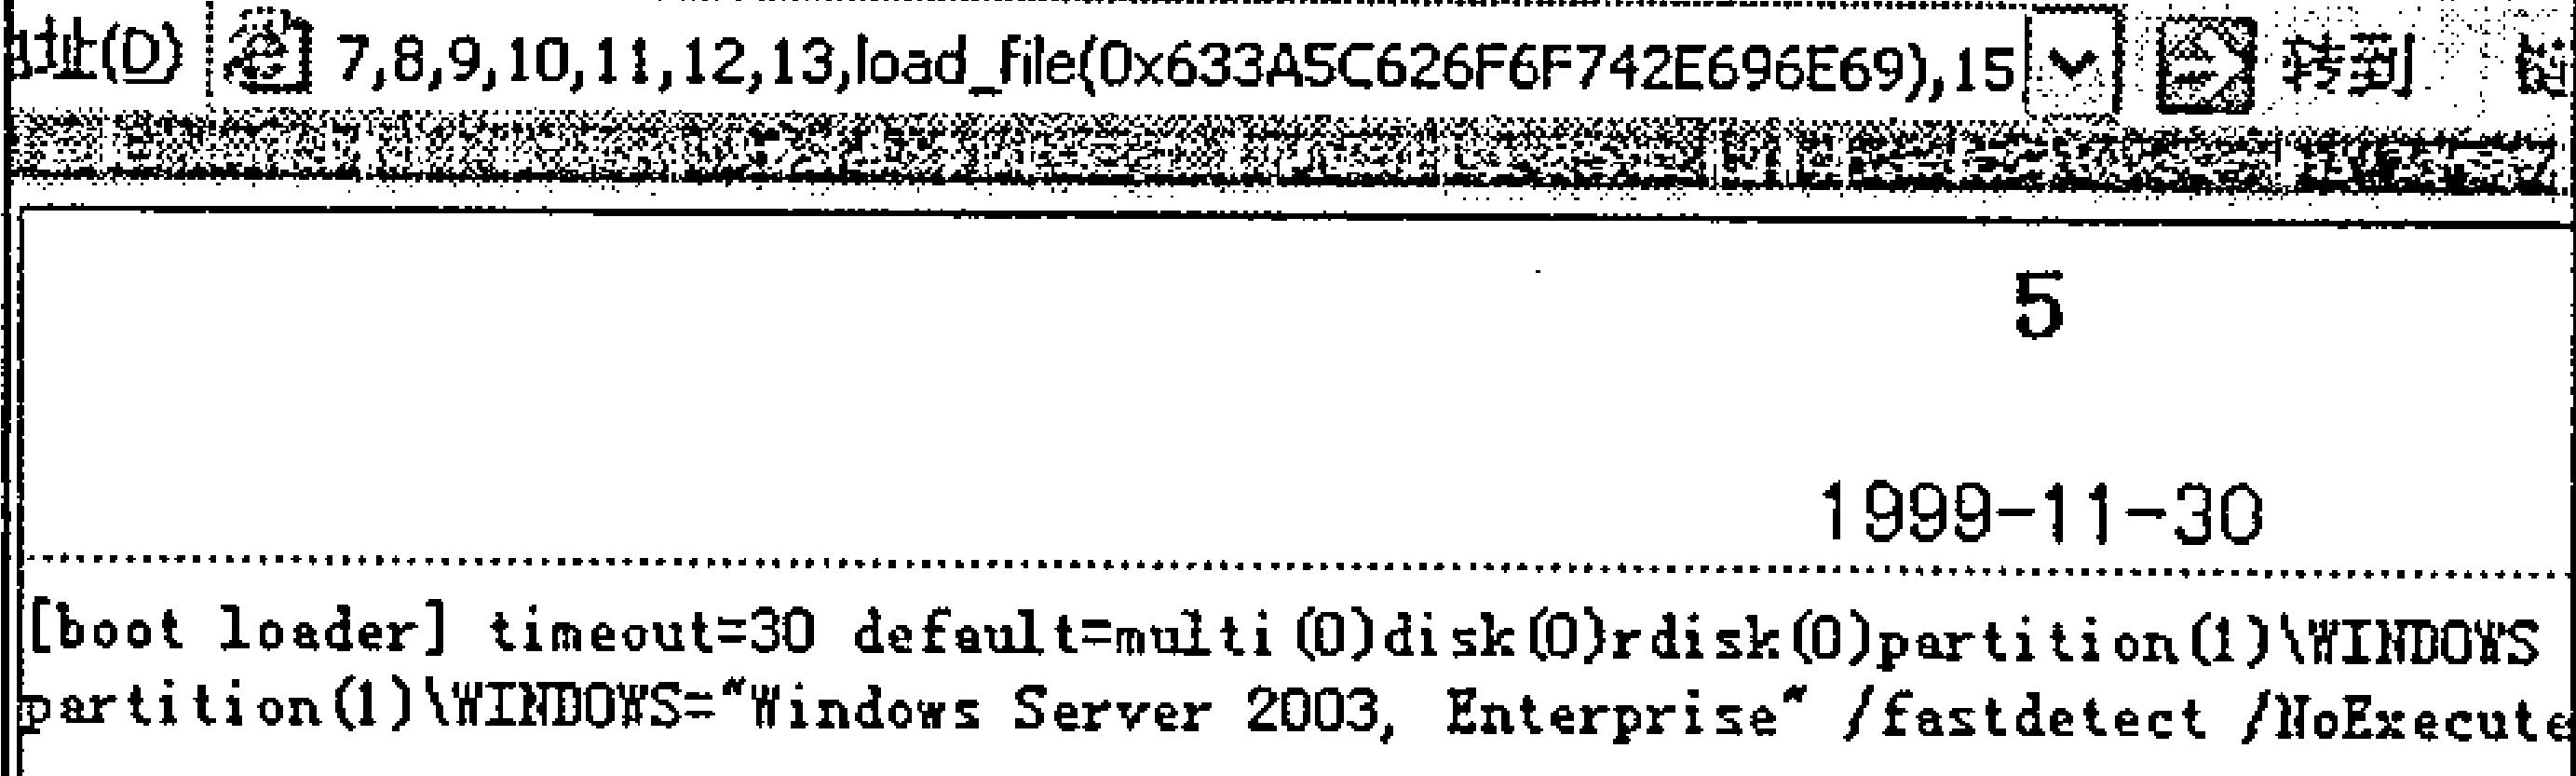 址(D) 7,8,9,10,11,12,13,load_file(0x633A5C626F6F742E696E69),15 转到
5
1999-11-30
[boot loader] timeout=30 default=multi(0)disk(0)rdisk(0)partition(1)\WINDOWS
partition(1)\WINDOWS="Windows Server 2003, Enterprise" /fastdetect /NoExecute